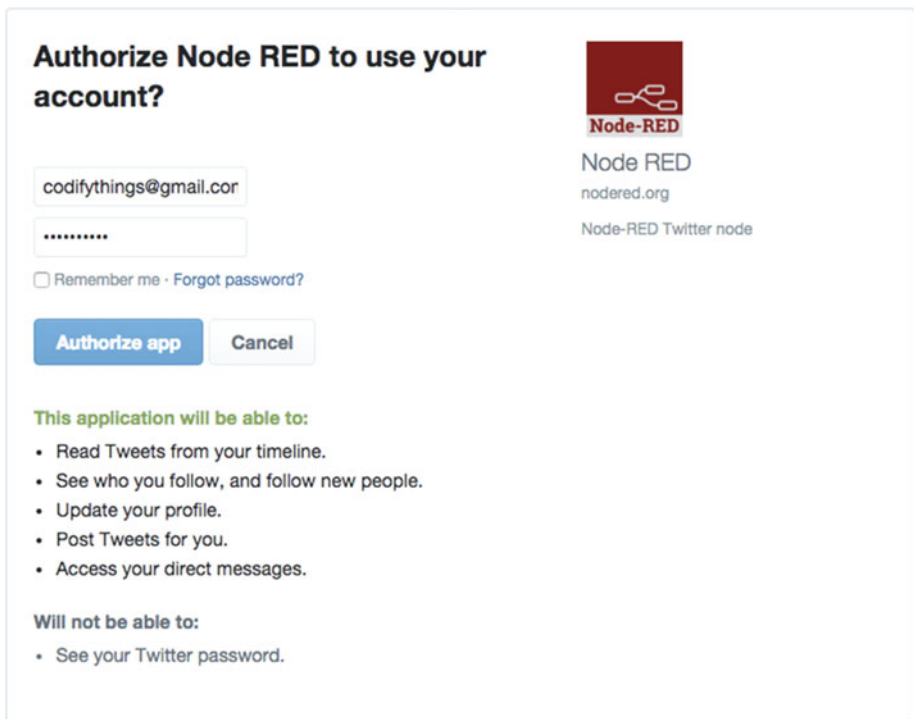 Authorize Node RED to use your
account?
codifythings@gmail.con
••••••••••
Remember me · Forgot password?
Authorize app
Cancel
This application will be able to:
• Read Tweets from your timeline.
• See who you follow, and follow new people.
• Update your profile.
• Post Tweets for you.
• Access your direct messages.
Will not be able to:
• See your Twitter password.
Node-RED
Node RED
nodered.org
Node-RED Twitter node